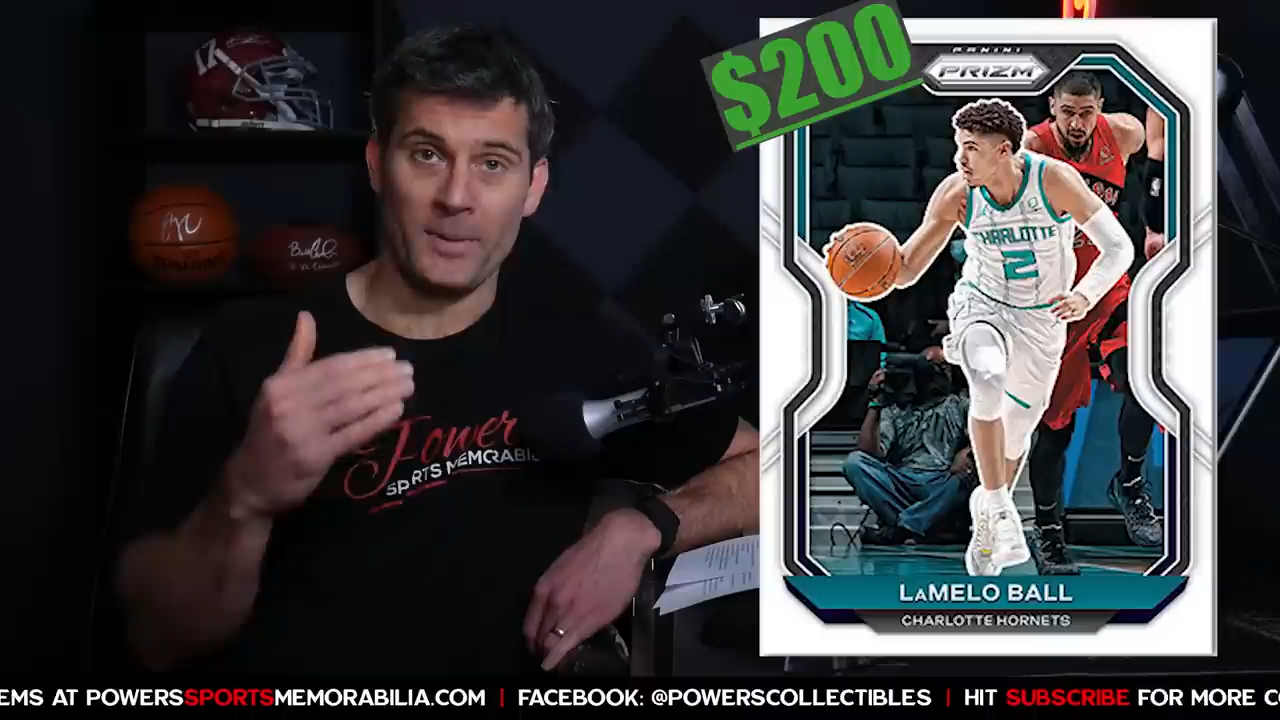 $200
PANINI
PRIZM
CHARLOTTE
2
LaMELO BALL
CHARLOTTE HORNETS
Power
SPORTS MEMORABIL
EMS AT POWERSSPORTSMEMORABILIA.COM | FACEBOOK: @POWERSCOLLECTIBLES | HIT SUBSCRIBE FOR MORE C